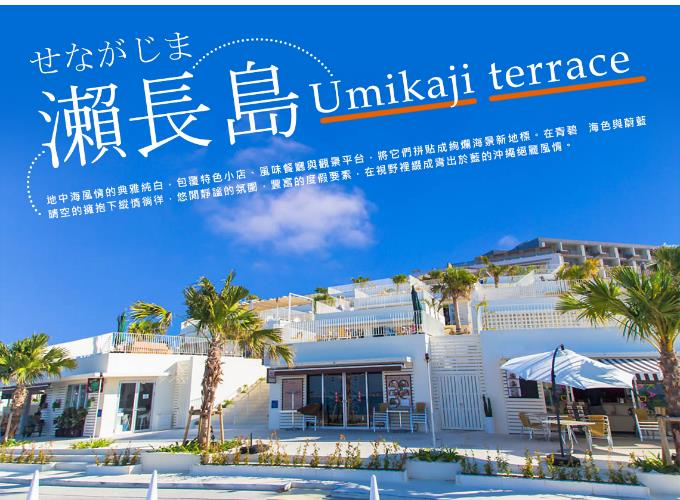 せながじま
瀨長島 Umikaji terrace
地中海風情的典雅純白，包覆特色小店、風味餐廳與觀景平台，將它們拼貼成絢爛海景新地標。在青碧　海色與蔚藍
晴空的擁抱下縱情徜徉，悠閒靜謐的氛圍，豐富的度假要素，在視野裡綴成青出於藍的沖繩絕麗風情。